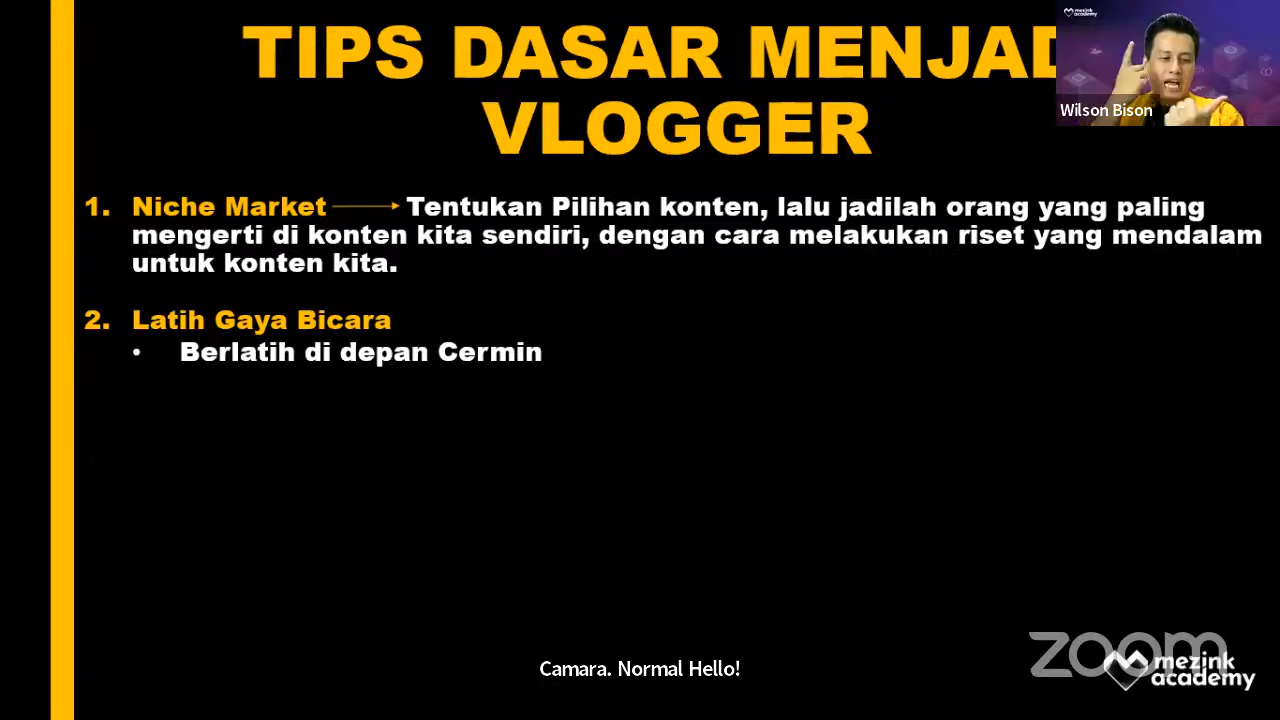 TIPS DASAR MENJAD
VLOGGER
mezink
academy
Wilson Bison
1. Niche Market → Tentukan Pilihan konten, lalu jadilah orang yang paling
mengerti di konten kita sendiri, dengan cara melakukan riset yang mendalam
untuk konten kita.
2. Latih Gaya Bicara
• Berlatih di depan Cermin
Camara. Normal Hello!
zoom
mezink
academy